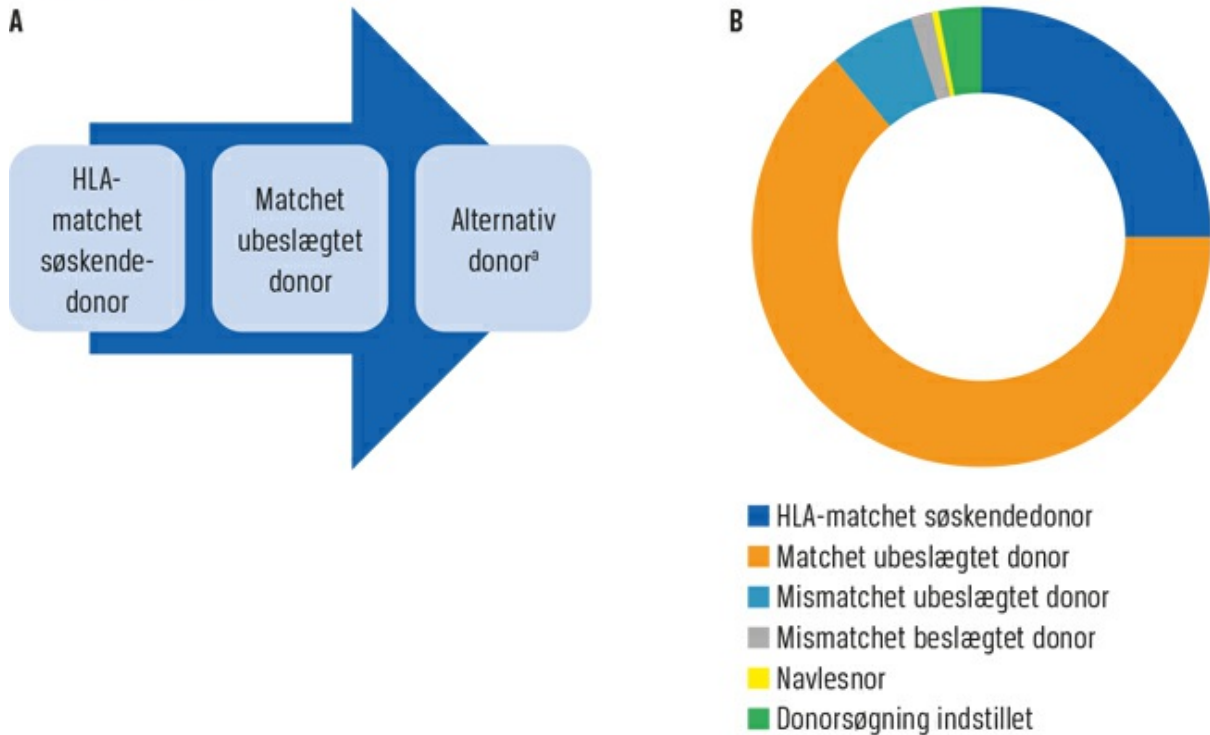 A
HLA-
matchet
søskende-
donor
Matchet
ubeslægtet
donor
Alternativ
donorᵃ
B
HLA-matchet søskendedonor
Matchet ubeslægtet donor
Mismatchet ubeslægtet donor
Mismatchet beslægtet donor
Navlesnor
Donorsøgning indstillet